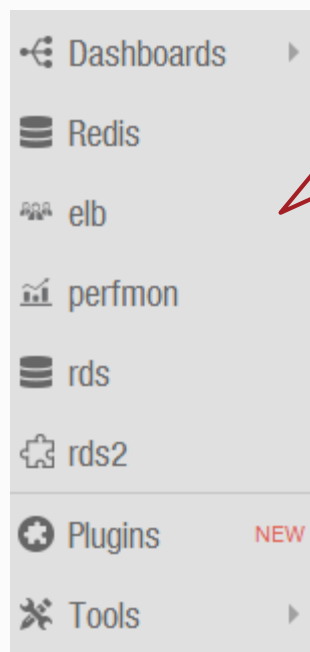 Dashboards
Redis
elb
perfmon
rds
rds2
Plugins NEW
Tools